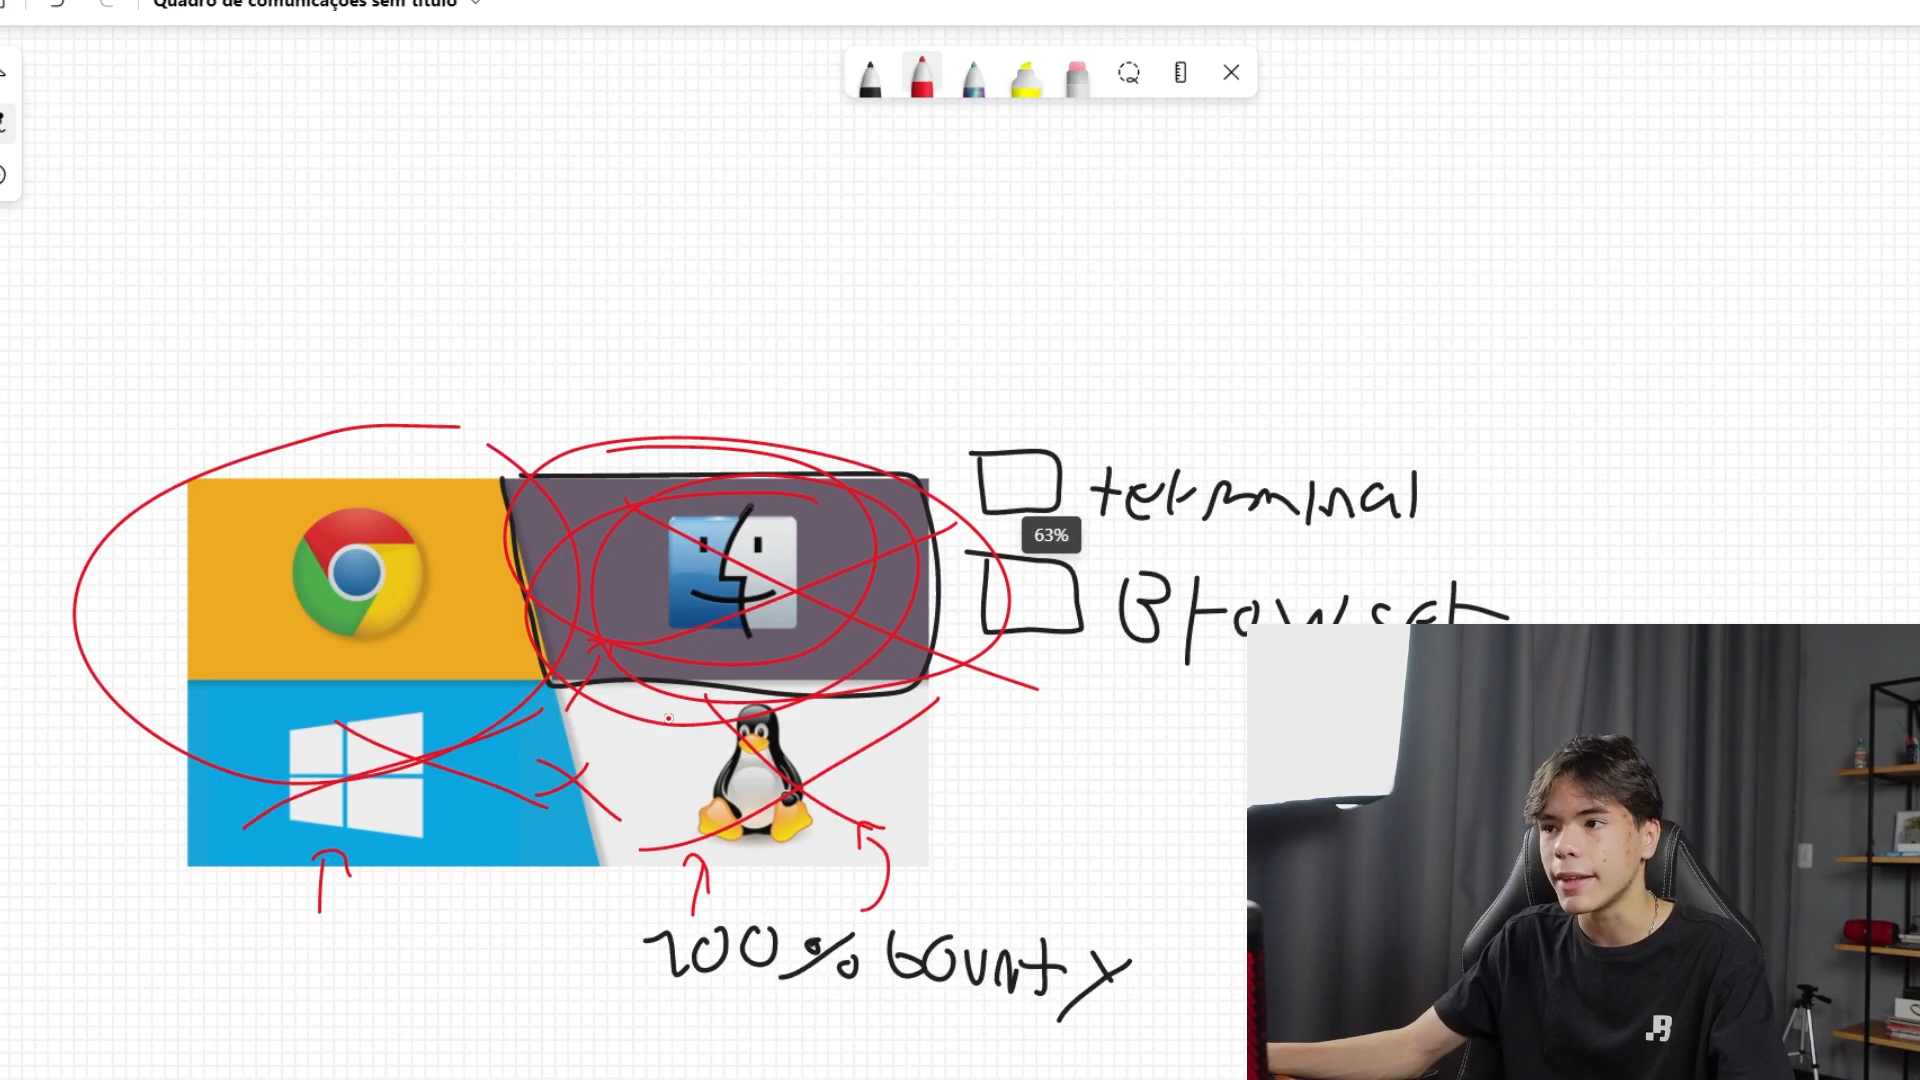 Quadro de comunicações sem título
terminal
63%
Browser
100% bounty
.B